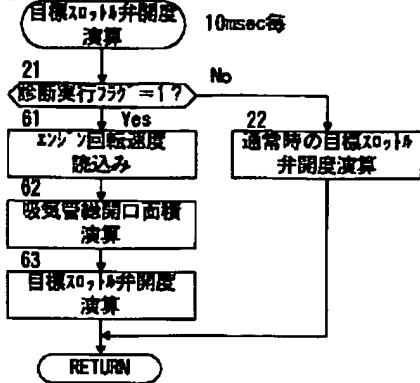 目標スロットル弁開度
演算
10msec毎
21
診断実行フラグ=1?
No
61
Yes
エンジン回転速度
読込み
22
通常時の目標スロットル
弁開度演算
62
吸気管総開口面積
演算
63
目標スロットル弁開度
演算
RETURN